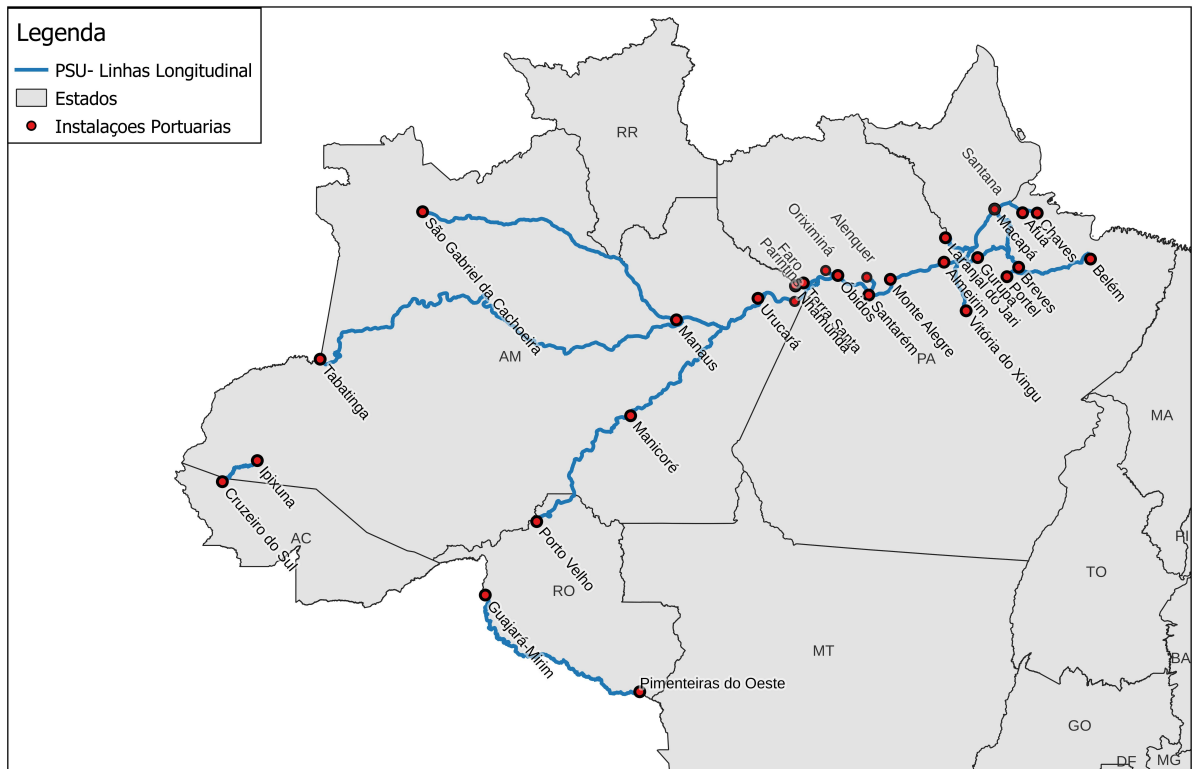 Legenda
PSU- Linhas Longitudinal
Estados
Instalaçoes Portuarias
RR
Santana
Oriximiná
Alenquer
Faro
Parintins
São Gabriel da Cachoeira
Macapá
Afuá
Chaves
Laranjal do Jari
Gurupá
Almeirim
Portel
Breves
Belém
Vitória do Xingu
Monte Alegre
Óbidos
Santarém
Terra Santa
Nhamundá
Urucará
Manaus
AM
PA
Tabatinga
MA
Manicoré
Ipixuna
Cruzeiro do Sul
AC
Porto Velho
RO
PI
TO
Guajará-Mirim
MT
BA
Pimenteiras do Oeste
GO
DF
MG